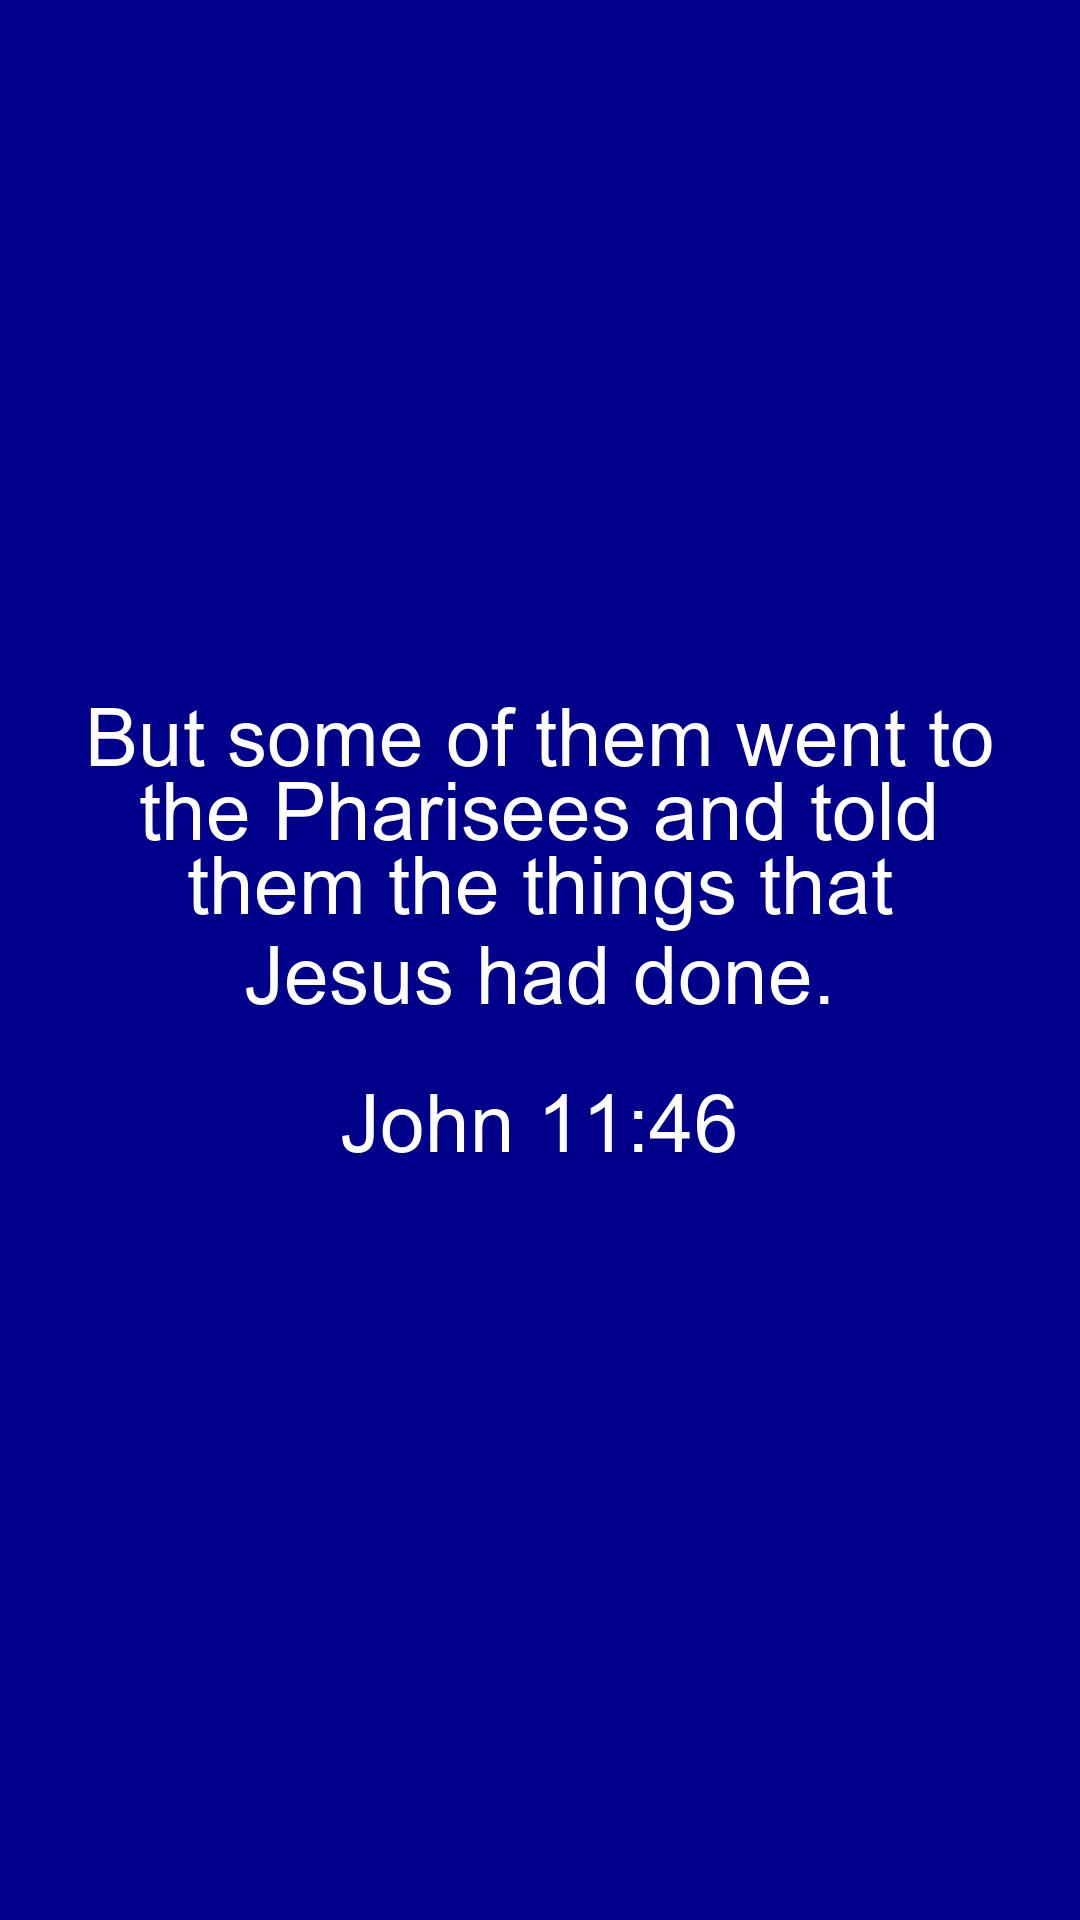 But some of them went to
the Pharisees and told
them the things that
Jesus had done.
John 11:46